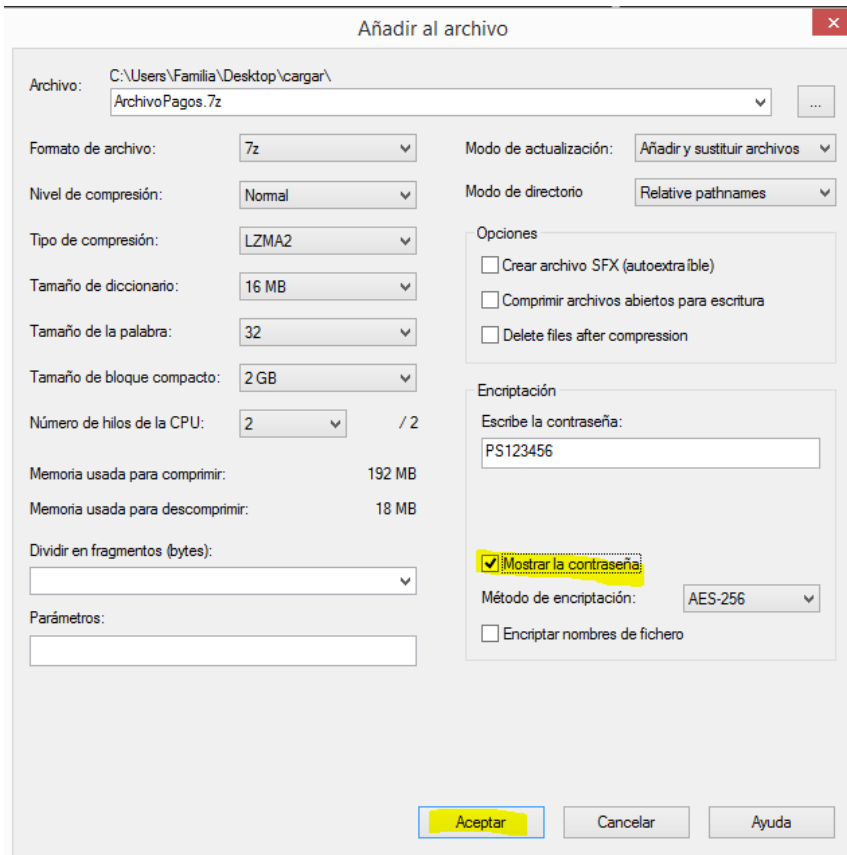 Añadir al archivo
Archivo:
C:\Users\Familia\Desktop\cargar\
ArchivoPagos.7z
...
Formato de archivo:
7z
Nivel de compresión:
Normal
Tipo de compresión:
LZMA2
Tamaño de diccionario:
16 MB
Tamaño de la palabra:
32
Tamaño de bloque compacto:
2 GB
Número de hilos de la CPU:
2
/ 2
Memoria usada para comprimir:
192 MB
Memoria usada para descomprimir:
18 MB
Dividir en fragmentos (bytes):
Parámetros:
Modo de actualización:
Añadir y sustituir archivos
Modo de directorio
Relative pathnames
Opciones
Crear archivo SFX (autoextraíble)
Comprimir archivos abiertos para escritura
Delete files after compression
Encriptación
Escribe la contraseña:
PS123456
Mostrar la contraseña
Método de encriptación:
AES-256
Encriptar nombres de fichero
Aceptar
Cancelar
Ayuda